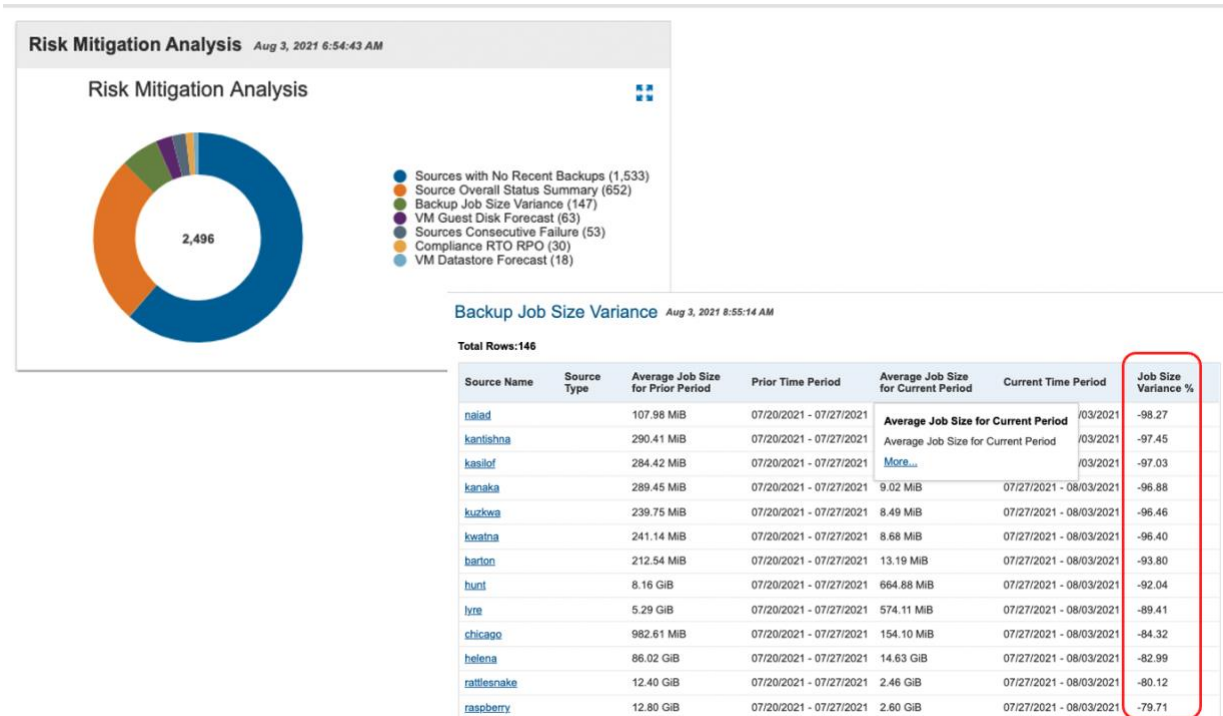 Risk Mitigation Analysis Aug 3, 2021 6:54:43 AM
Risk Mitigation Analysis
2,496
Sources with No Recent Backups (1,533)
Source Overall Status Summary (652)
Backup Job Size Variance (147)
VM Guest Disk Forecast (63)
Sources Consecutive Failure (53)
Compliance RTO RPO (30)
VM Datastore Forecast (18)
Backup Job Size Variance Aug 3, 2021 8:55:14 AM
Total Rows:146
Source Name Source Type Average Job Size for Prior Period Prior Time Period Average Job Size for Current Period Current Time Period Job Size Variance %
naiad 107.98 MiB 07/20/2021 - 07/27/2021 /03/2021 -98.27
kantishna 290.41 MiB 07/20/2021 - 07/27/2021 /03/2021 -97.45
kasilof 284.42 MiB 07/20/2021 - 07/27/2021 /03/2021 -97.03
Average Job Size for Current Period
Average Job Size for Current Period
More...
kanaka 289.45 MiB 07/20/2021 - 07/27/2021 9.02 MiB 07/27/2021 - 08/03/2021 -96.88
kuzkwa 239.75 MiB 07/20/2021 - 07/27/2021 8.49 MiB 07/27/2021 - 08/03/2021 -96.46
kwatna 241.14 MiB 07/20/2021 - 07/27/2021 8.68 MiB 07/27/2021 - 08/03/2021 -96.40
barton 212.54 MiB 07/20/2021 - 07/27/2021 13.19 MiB 07/27/2021 - 08/03/2021 -93.80
hunt 8.16 GiB 07/20/2021 - 07/27/2021 664.88 MiB 07/27/2021 - 08/03/2021 -92.04
lyre 5.29 GiB 07/20/2021 - 07/27/2021 574.11 MiB 07/27/2021 - 08/03/2021 -89.41
chicago 982.61 MiB 07/20/2021 - 07/27/2021 154.10 MiB 07/27/2021 - 08/03/2021 -84.32
helena 86.02 GiB 07/20/2021 - 07/27/2021 14.63 GiB 07/27/2021 - 08/03/2021 -82.99
rattlesnake 12.40 GiB 07/20/2021 - 07/27/2021 2.46 GiB 07/27/2021 - 08/03/2021 -80.12
raspberry 12.80 GiB 07/20/2021 - 07/27/2021 2.60 GiB 07/27/2021 - 08/03/2021 -79.71